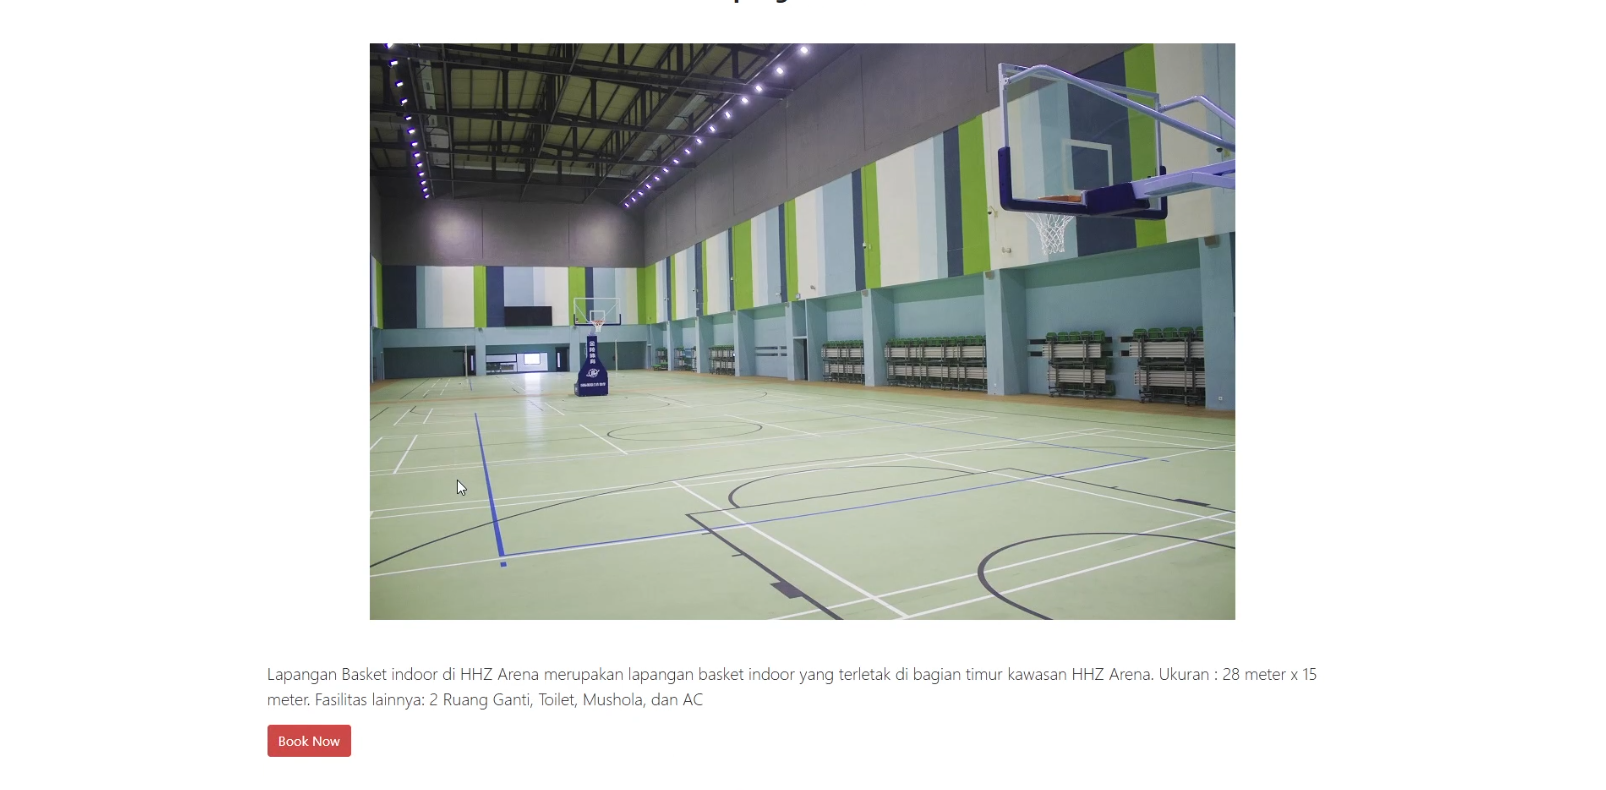 Lapangan Basket indoor di HHZ Arena merupakan lapangan basket indoor yang terletak di bagian timur kawasan HHZ Arena. Ukuran : 28 meter x 15
meter. Fasilitas lainnya: 2 Ruang Ganti, Toilet, Mushola, dan AC
Book Now